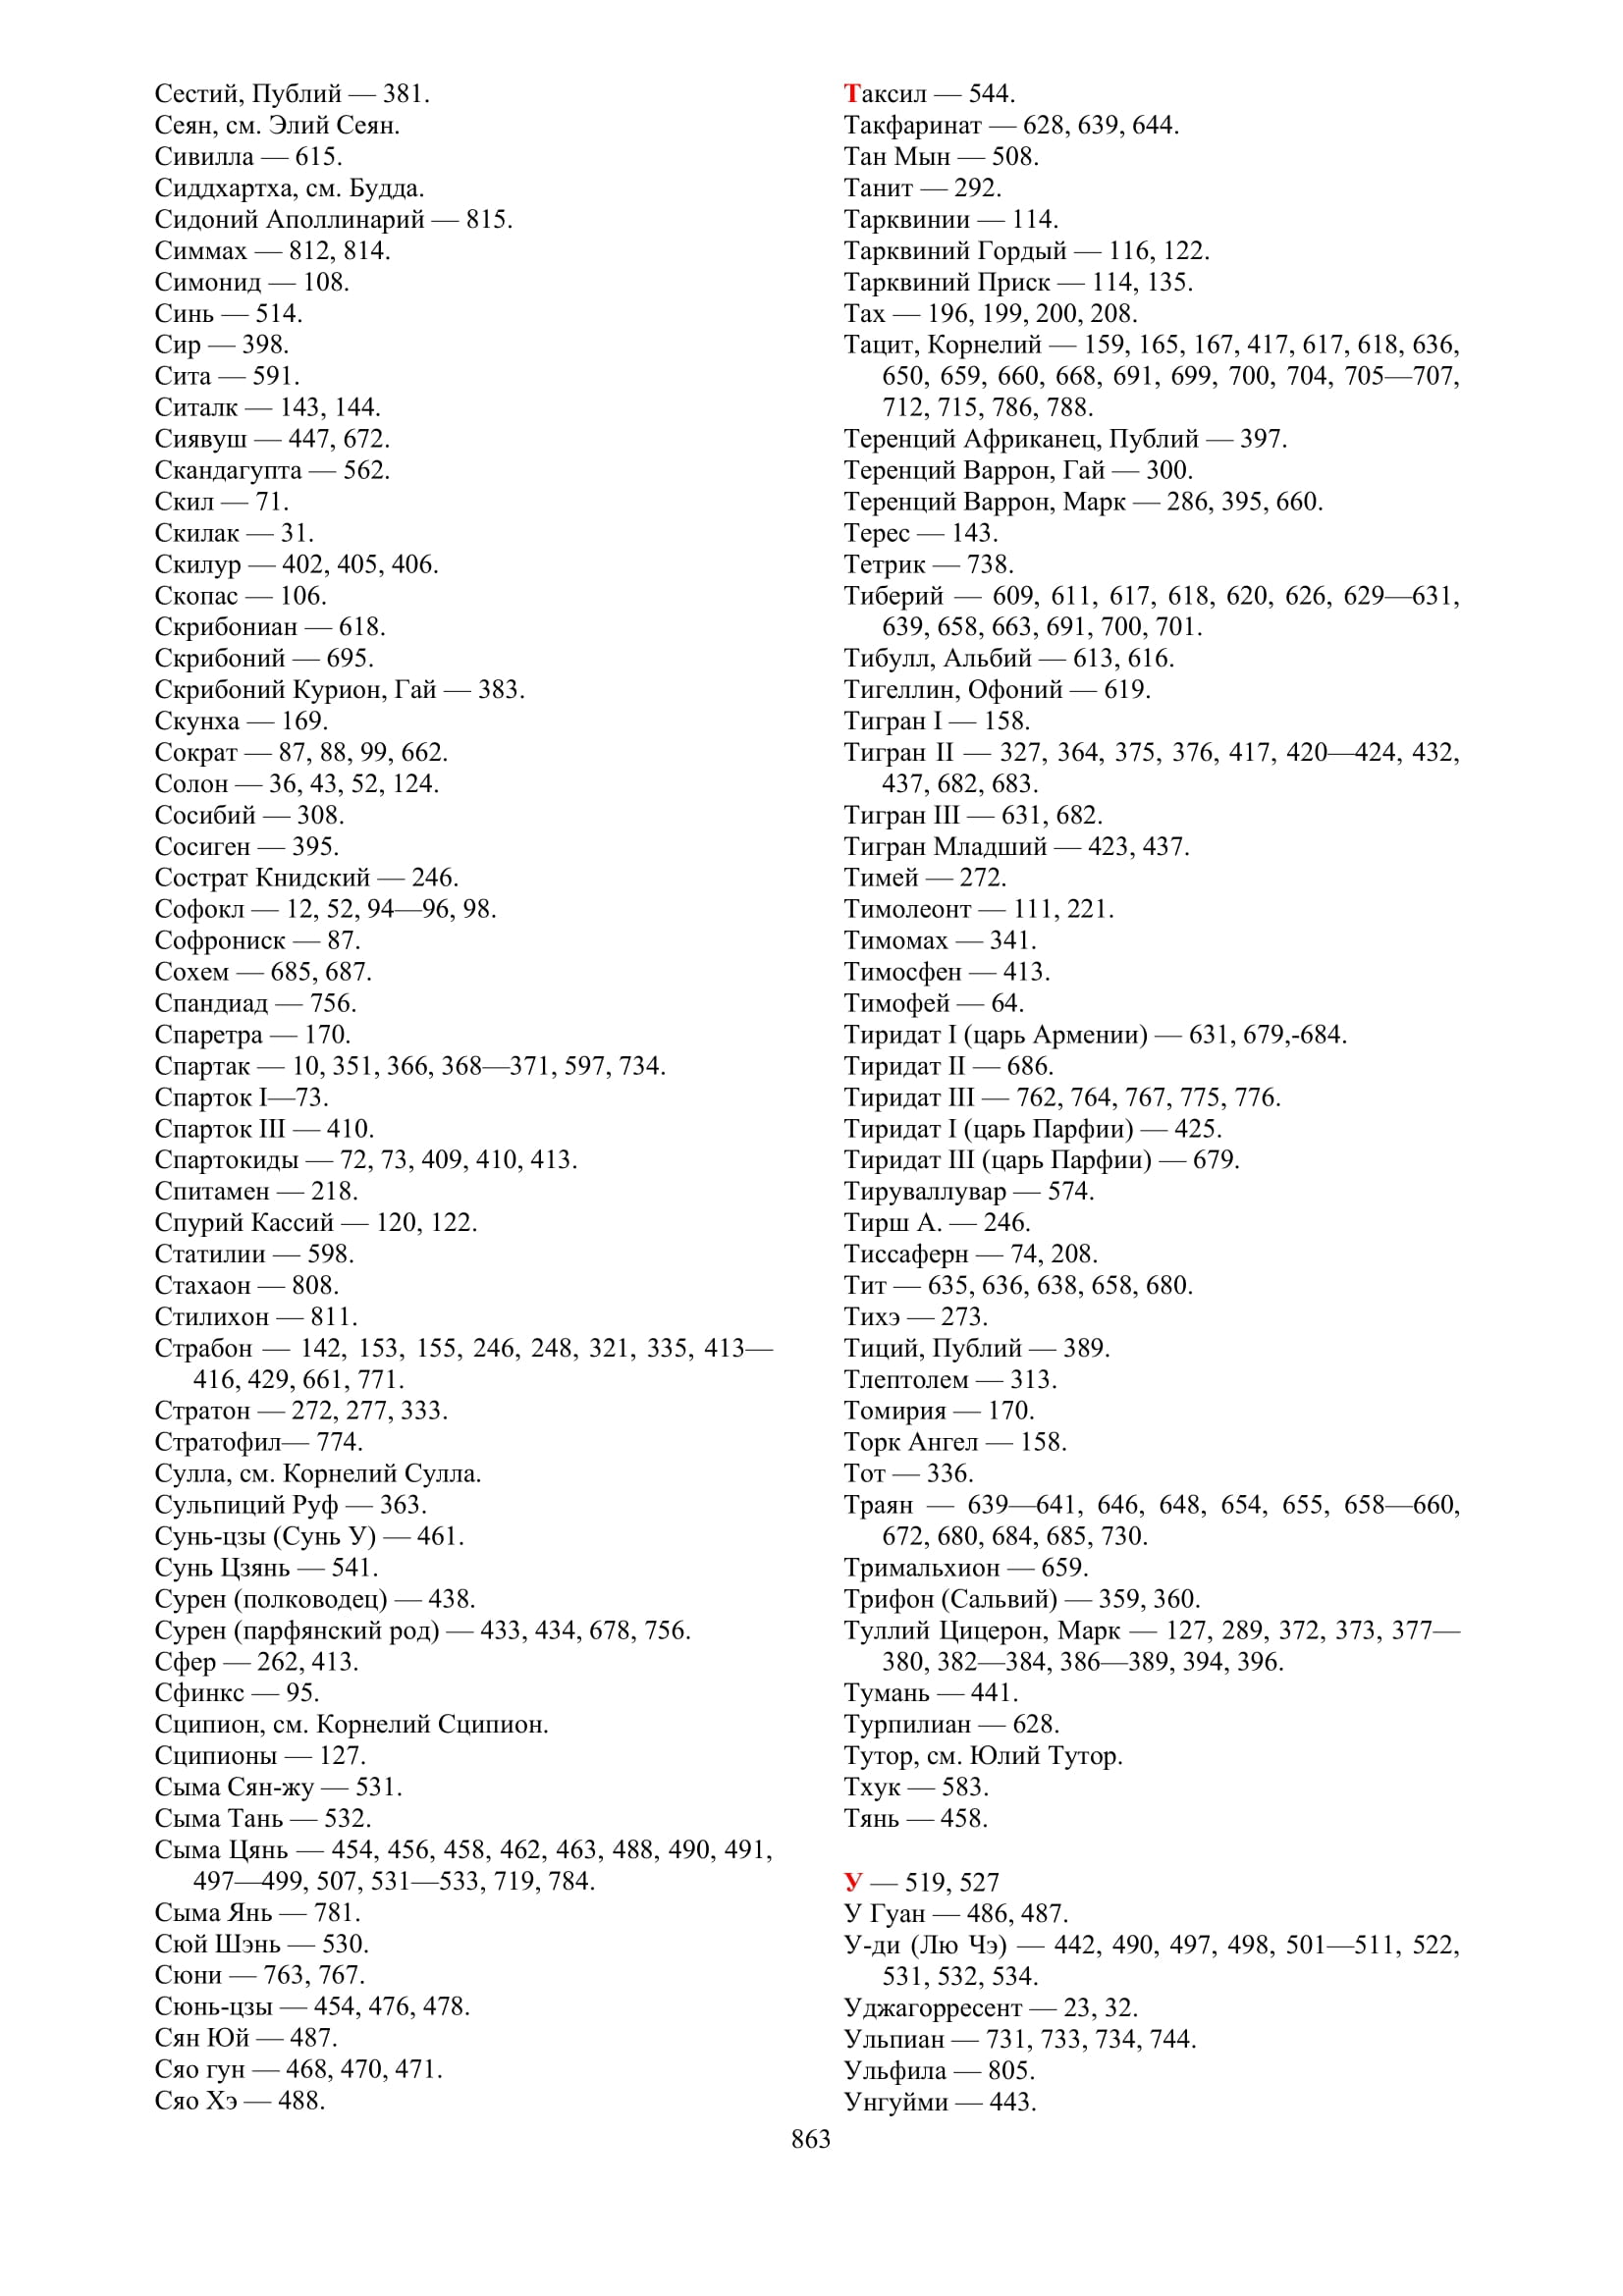 Сестий, Публий — 381.
Сеян, см. Элий Сеян.
Сивилла — 615.
Сиддхартха, см. Будда.
Сидоний Аполлинарий — 815.
Симмах — 812, 814.
Симонид — 108.
Синь — 514.
Сир — 398.
Сита — 591.
Ситалк — 143, 144.
Сиявуш — 447, 672.
Скандагупта — 562.
Скил — 71.
Скилак — 31.
Скилур — 402, 405, 406.
Скопас — 106.
Скрибониан — 618.
Скрибоний — 695.
Скрибоний Курион, Гай — 383.
Скунха — 169.
Сократ — 87, 88, 99, 662.
Солон — 36, 43, 52, 124.
Сосибий — 308.
Сосиген — 395.
Сострат Книдский — 246.
Софокл — 12, 52, 94—96, 98.
Софрониск — 87.
Сохем — 685, 687.
Спандиад — 756.
Спаретра — 170.
Спартак — 10, 351, 366, 368—371, 597, 734.
Спарток I—73.
Спарток III — 410.
Спартокиды — 72, 73, 409, 410, 413.
Спитамен — 218.
Спурий Кассий — 120, 122.
Статилии — 598.
Стахаон — 808.
Стилихон — 811.
Страбон — 142, 153, 155, 246, 248, 321, 335, 413—
416, 429, 661, 771.
Стратон — 272, 277, 333.
Стратофил— 774.
Сулла, см. Корнелий Сулла.
Сульпиций Руф — 363.
Сунь-цзы (Сунь У) — 461.
Сунь Цзянь — 541.
Сурен (полководец) — 438.
Сурен (парфянский род) — 433, 434, 678, 756.
Сфер — 262, 413.
Сфинкс — 95.
Сципион, см. Корнелий Сципион.
Сципионы — 127.
Сыма Сян-жу — 531.
Сыма Тань — 532.
Сыма Цянь — 454, 456, 458, 462, 463, 488, 490, 491,
497—499, 507, 531—533, 719, 784.
Сыма Янь — 781.
Сюй Шэнь — 530.
Сюни — 763, 767.
Сюнь-цзы — 454, 476, 478.
Сян Юй — 487.
Сяо гун — 468, 470, 471.
Сяо Хэ — 488.
Таксил — 544.
Такфаринат — 628, 639, 644.
Тан Мын — 508.
Танит — 292.
Тарквинии — 114.
Тарквиний Гордый — 116, 122.
Тарквиний Приск — 114, 135.
Тах — 196, 199, 200, 208.
Тацит, Корнелий — 159, 165, 167, 417, 617, 618, 636,
650, 659, 660, 668, 691, 699, 700, 704, 705—707,
712, 715, 786, 788.
Теренций Африканец, Публий — 397.
Теренций Варрон, Гай — 300.
Теренций Варрон, Марк — 286, 395, 660.
Терес — 143.
Тетрик — 738.
Тиберий — 609, 611, 617, 618, 620, 626, 629—631,
639, 658, 663, 691, 700, 701.
Тибулл, Альбий — 613, 616.
Тигеллин, Офоний — 619.
Тигран I — 158.
Тигран II — 327, 364, 375, 376, 417, 420—424, 432,
437, 682, 683.
Тигран III — 631, 682.
Тигран Младший — 423, 437.
Тимей — 272.
Тимолеонт — 111, 221.
Тимомах — 341.
Тимосфен — 413.
Тимофей — 64.
Тиридат I (царь Армении) — 631, 679,-684.
Тиридат II — 686.
Тиридат III — 762, 764, 767, 775, 776.
Тиридат I (царь Парфии) — 425.
Тиридат III (царь Парфии) — 679.
Тируваллувар — 574.
Тирш А. — 246.
Тиссаферн — 74, 208.
Тит — 635, 636, 638, 658, 680.
Тихэ — 273.
Тиций, Публий — 389.
Тлептолем — 313.
Томирия — 170.
Торк Ангел — 158.
Тот — 336.
Траян — 639—641, 646, 648, 654, 655, 658—660,
672, 680, 684, 685, 730.
Тримальхион — 659.
Трифон (Сальвий) — 359, 360.
Туллий Цицерон, Марк — 127, 289, 372, 373, 377—
380, 382—384, 386—389, 394, 396.
Тумань — 441.
Турпилиан — 628.
Тутор, см. Юлий Тутор.
Тхук — 583.
Тянь — 458.
У — 519, 527
У Гуан — 486, 487.
У-ди (Лю Чэ) — 442, 490, 497, 498, 501—511, 522,
531, 532, 534.
Уджагорресент — 23, 32.
Ульпиан — 731, 733, 734, 744.
Ульфила — 805.
Унгуйми — 443.
863